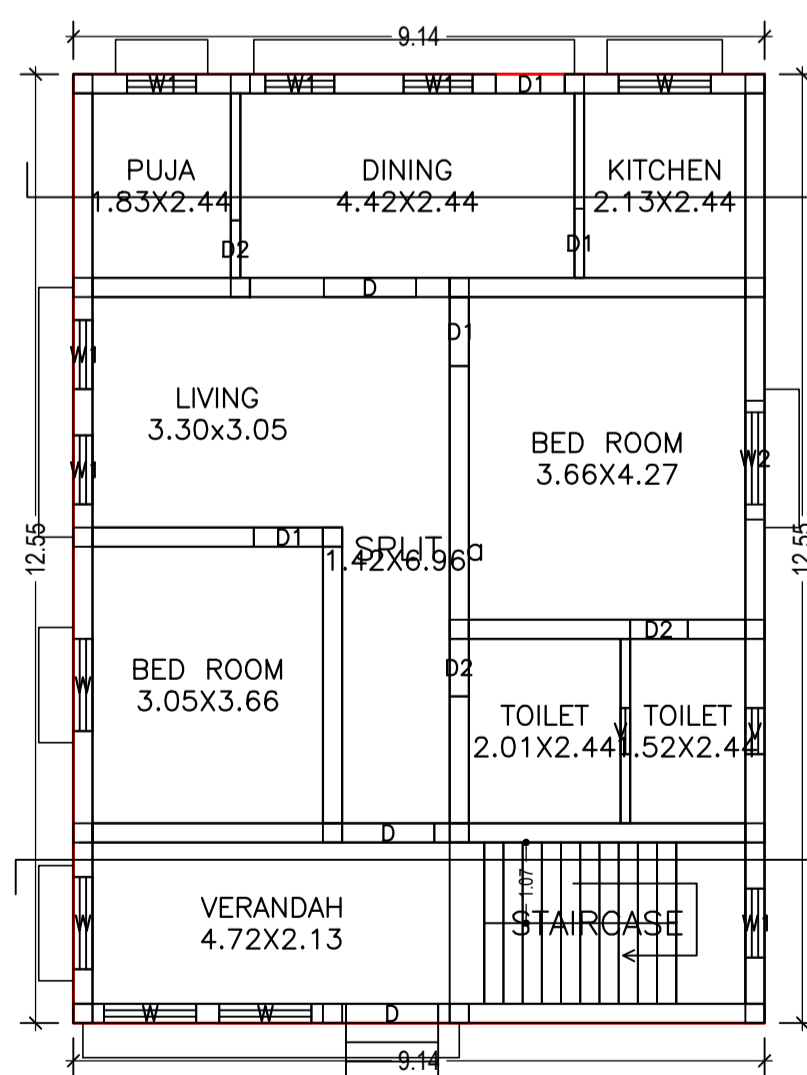 9.14
W1 W1 W1 D1 W
PUJA
1.83X2.44
DINING
4.42X2.44
KITCHEN
2.13X2.44
D2
D1
D
D1
W1
LIVING
3.30x3.05
W1
BED ROOM
3.66X4.27
W2
12.55
12.55
D1
SPLIT a
1.42X6.96
D2
BED ROOM
3.05X3.66
W
D2
TOILET
2.01X2.44
V
TOILET
1.52X2.44
V
D
1.07
VERANDAH
4.72X2.13
W
STAIRCASE
W1
W W D
9.14